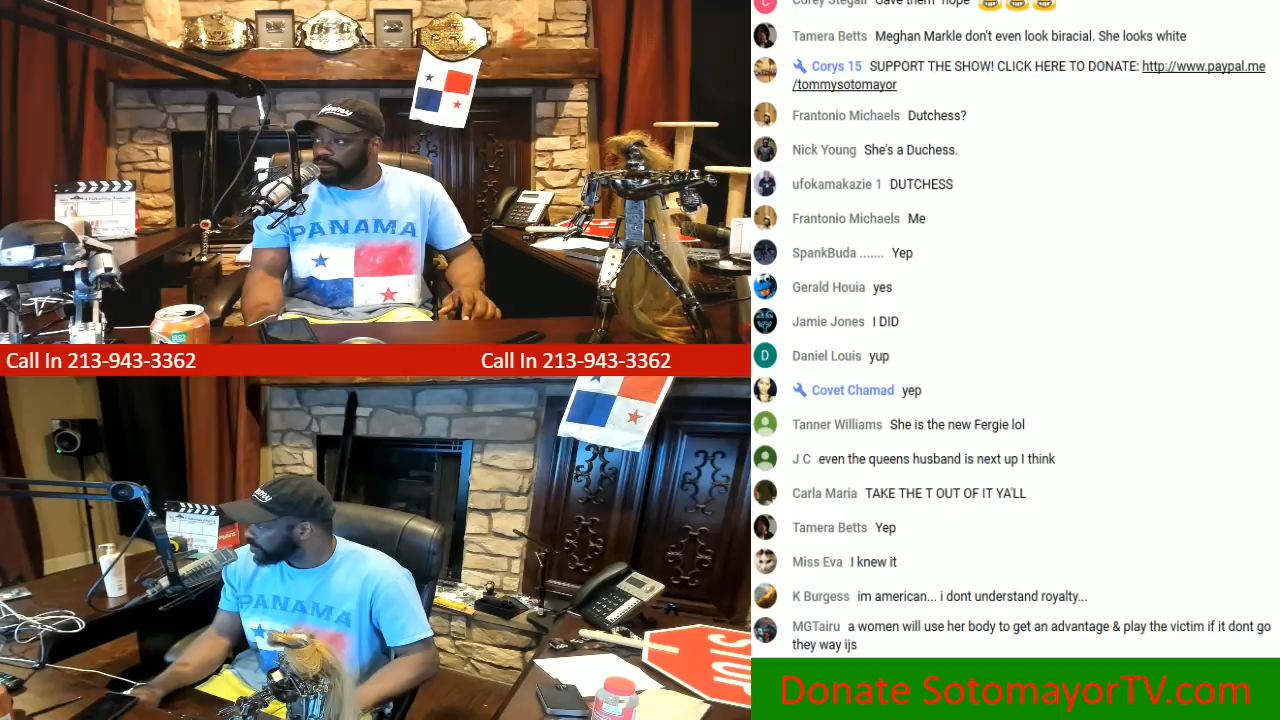 PANAMA
Call In 213-943-3362
Call In 213-943-3362
PANAMA
Tamera Betts Meghan Markle don't even look biracial. She looks white
Corys 15 SUPPORT THE SHOW! CLICK HERE TO DONATE: http://www.paypal.me
/tommysotomayor
Frantonio Michaels Dutchess?
Nick Young She's a Duchess.
ufokamakazie 1 DUTCHESS
Frantonio Michaels Me
SpankBuda ....... Yep
Gerald Houia yes
Jamie Jones I DID
Daniel Louis yup
Covet Chamad yep
Tanner Williams She is the new Fergie lol
J C even the queens husband is next up I think
Carla Maria TAKE THE T OUT OF IT YA'LL
Tamera Betts Yep
Miss Eva I knew it
K Burgess im american... i dont understand royalty...
MGTairu a women will use her body to get an advantage & play the victim if it dont go
they way ijs
Donate SotomayorTV.com